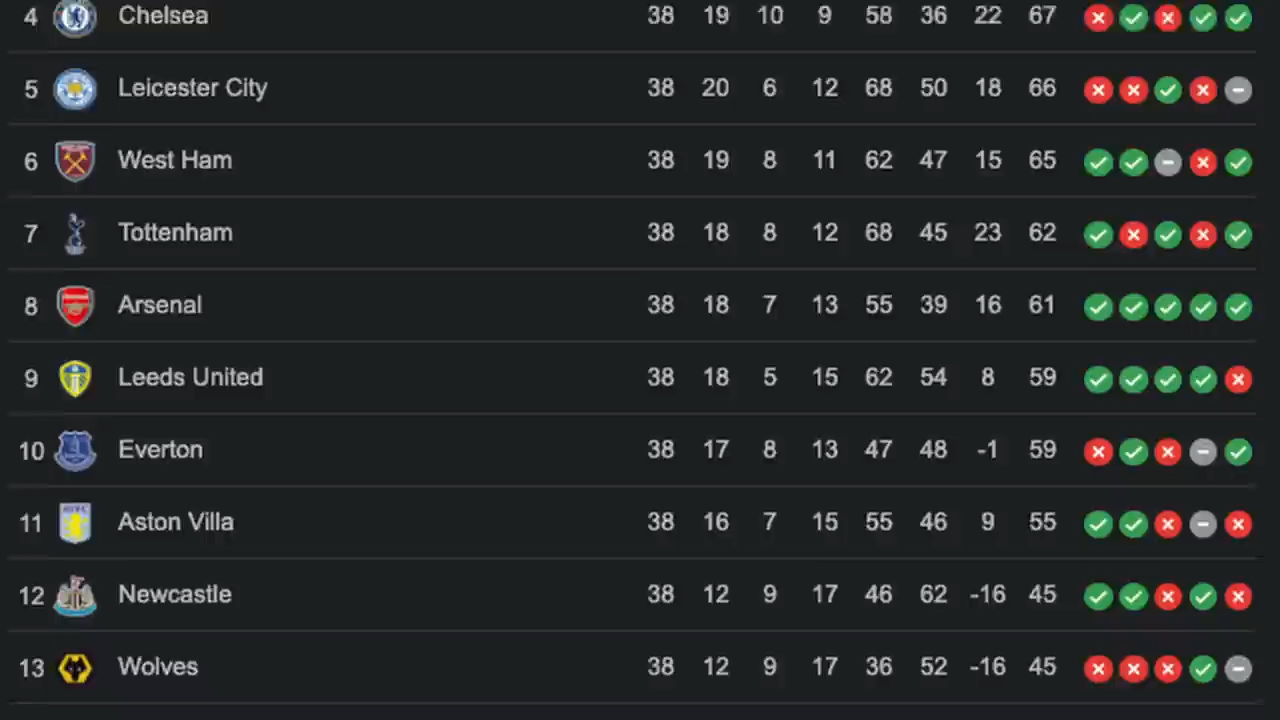 4 Chelsea 38 19 10 9 58 36 22 67
5 Leicester City 38 20 6 12 68 50 18 66
6 West Ham 38 19 8 11 62 47 15 65
7 Tottenham 38 18 8 12 68 45 23 62
8 Arsenal 38 18 7 13 55 39 16 61
9 Leeds United 38 18 5 15 62 54 8 59
10 Everton 38 17 8 13 47 48 -1 59
11 Aston Villa 38 16 7 15 55 46 9 55
12 Newcastle 38 12 9 17 46 62 -16 45
13 Wolves 38 12 9 17 36 52 -16 45